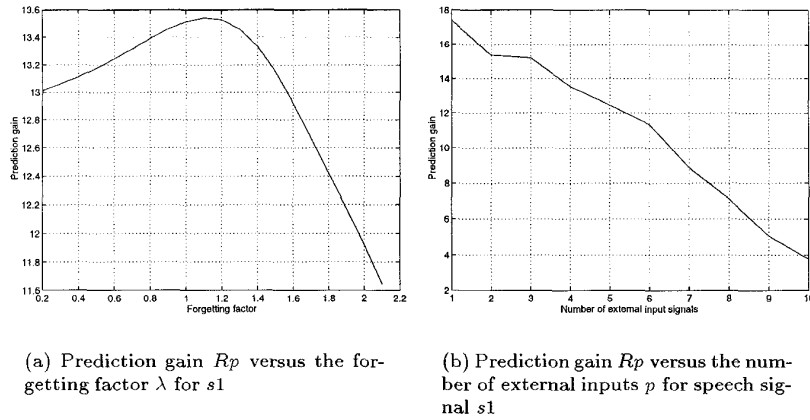 13.6
13.4
13.2
13
12.8
12.6
12.4
12.2
12
11.8
11.6
Prediction gain
0.2 0.4 0.6 0.8 1.0 1.2 1.4 1.6 1.8 2 2.2
Forgetting factor
(a) Prediction gain Rp versus the for-
getting factor λ for s1
18
16
14
12
10
8
6
4
2
Prediction gain
1 2 3 4 5 6 7 8 9 10
Number of external input signals
(b) Prediction gain Rp versus the num-
ber of external inputs p for speech sig-
nal s1